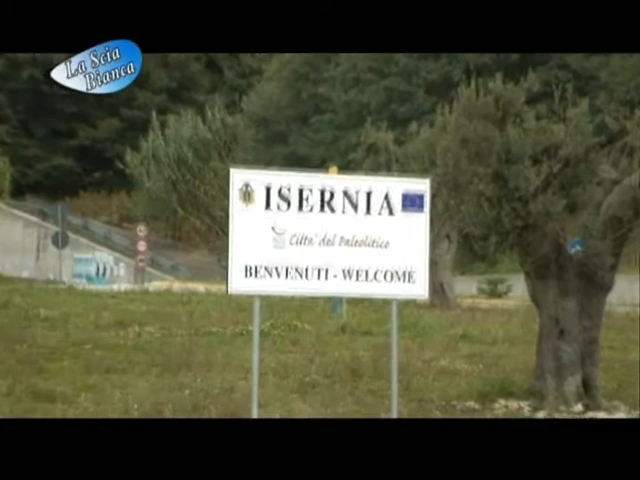 La Scia
Bianca
ISERNIA
Citta' del Paleolitico
BENVENUTI - WELCOME